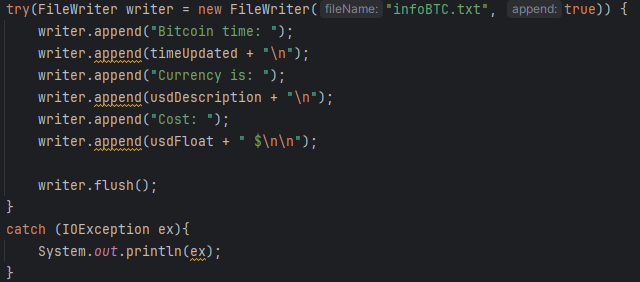 try(FileWriter writer = new FileWriter( fileName: "infoBTC.txt", append: true)) {
    writer.append("Bitcoin time: ");
    writer.append(timeUpdated + "\n");
    writer.append("Currency is: ");
    writer.append(usdDescription + "\n");
    writer.append("Cost: ");
    writer.append(usdFloat + " $\n\n");

    writer.flush();
}
catch (IOException ex){
    System.out.println(ex);
}